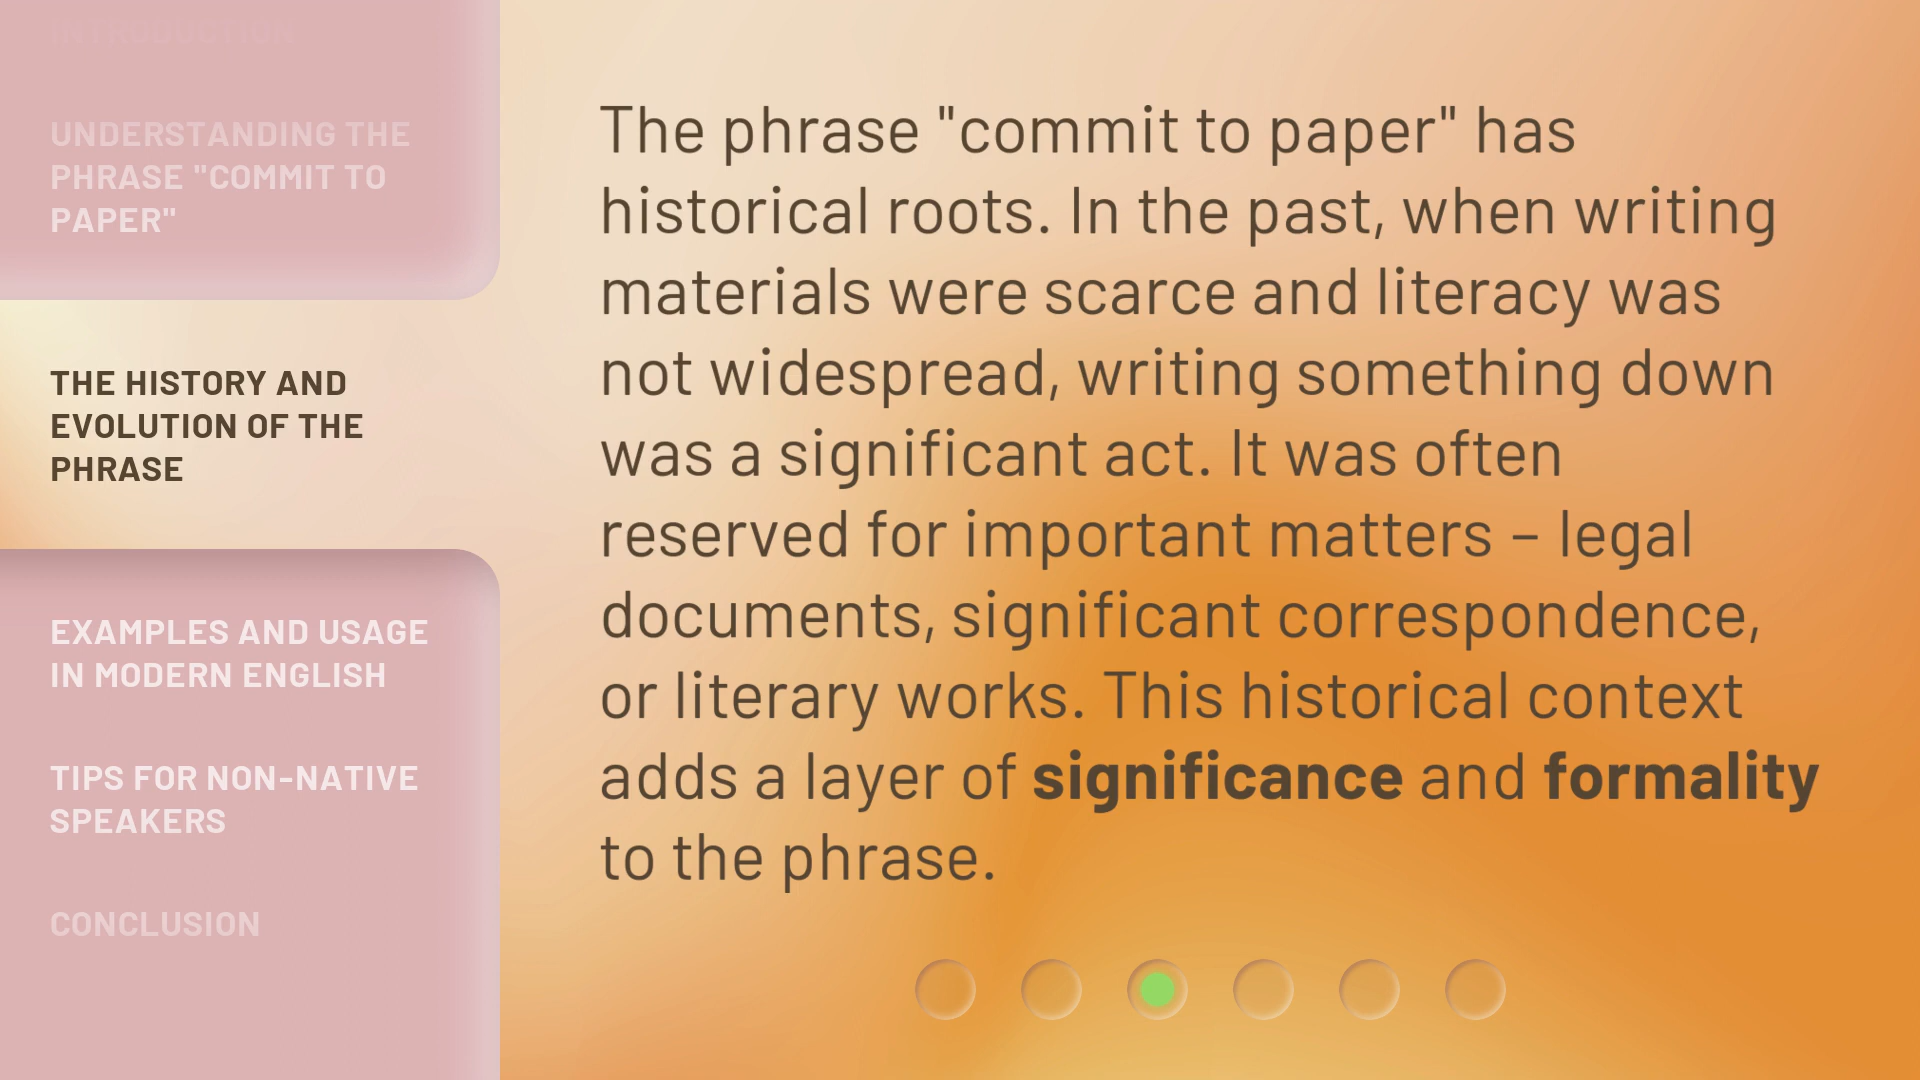 INTRODUCTION
UNDERSTANDING THE
PHRASE "COMMIT TO
PAPER"
THE HISTORY AND
EVOLUTION OF THE
PHRASE
EXAMPLES AND USAGE
IN MODERN ENGLISH
TIPS FOR NON-NATIVE
SPEAKERS
CONCLUSION
The phrase "commit to paper" has
historical roots. In the past, when writing
materials were scarce and literacy was
not widespread, writing something down
was a significant act. It was often
reserved for important matters – legal
documents, significant correspondence,
or literary works. This historical context
adds a layer of significance and formality
to the phrase.